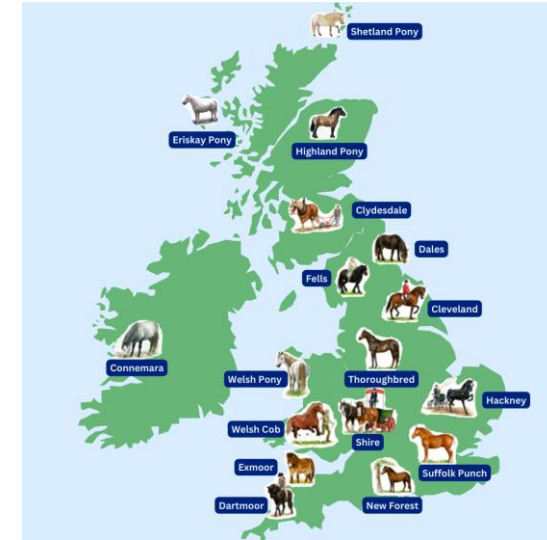 Shetland Pony
Eriskay Pony
Highland Pony
Clydesdale
Dales
Fells
Cleveland
Connemara
Welsh Pony
Thoroughbred
Hackney
Welsh Cob
Shire
Exmoor
Suffolk Punch
Dartmoor
New Forest